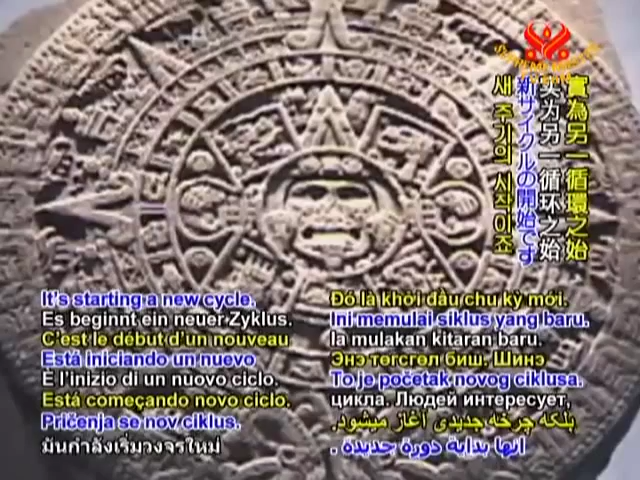 SUPREME MASTER
實為另一循環之始
实为另一循环之始
新サイクルの開始です
새 주기의 시작이죠
It's starting a new cycle.
Es beginnt ein neuer Zyklus.
C'est le début d'un nouveau
Está iniciando un nuevo
È l'inizio di un nuovo ciclo.
Está começando novo ciclo.
Pričenja se nov ciklus.
มันกำลังเริ่มวงจรใหม่
Đó là khởi đầu chu kỳ mới.
Ini memulai siklus yang baru.
Ia mulakan kitaran baru.
Энэ төгсгөл биш. Шинэ
To je početak novog ciklusa.
цикла. Людей интересует,
بلکه چرخه جدیدی آغاز میشود.
انها بداية دورة جديدة .